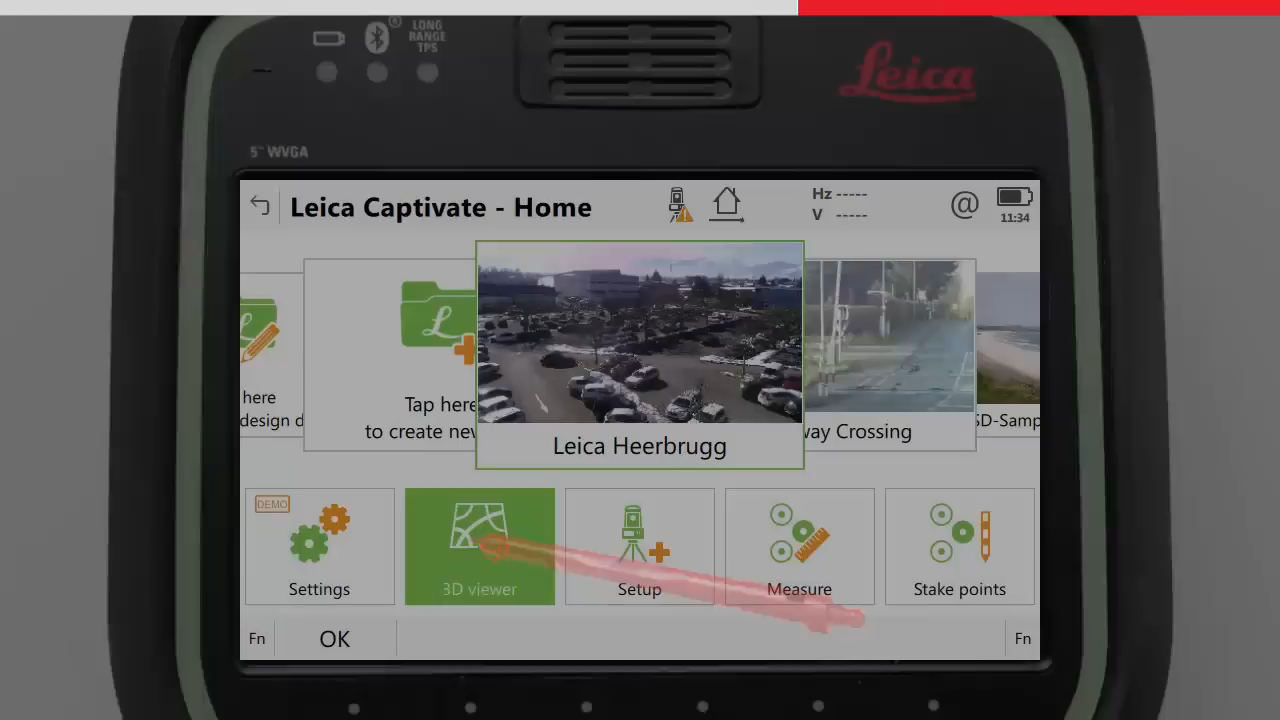 LONG
RANGE
TPS
Leica
5" WVGA
Leica Captivate - Home
Hz -----
V -----
@
11:34
here
design d
Tap here
to create nev
Leica Heerbrugg
way Crossing
SD-Samp
DEMO
Settings
3D viewer
Setup
Measure
Stake points
Fn
OK
Fn